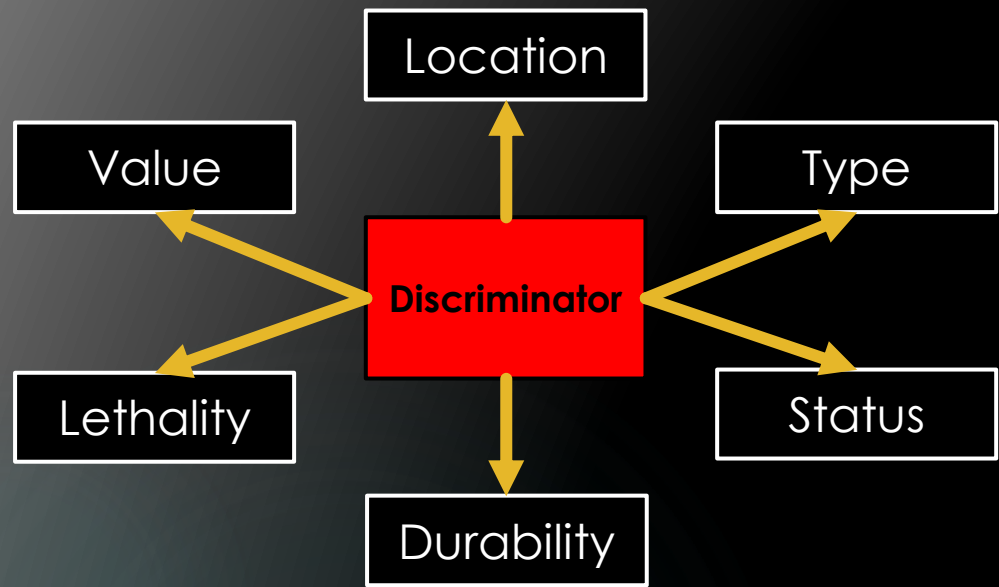 Location
Value
Type
Discriminator
Lethality
Status
Durability